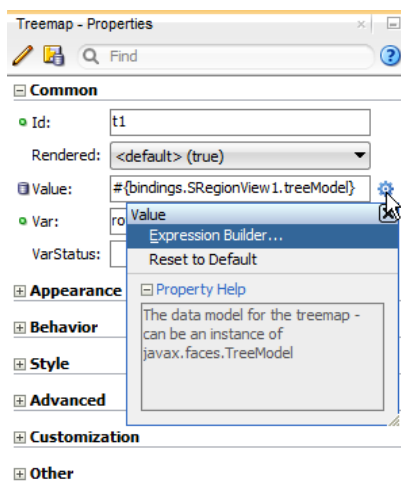 Treemap - Properties
Find
Common
Id: t1
Rendered: <default> (true)
Value: #{bindings.SRegionView1.treeModel}
Var: ro
Value
Expression Builder...
VarStatus:
Reset to Default
Appearance
Property Help
The data model for the treemap -
can be an instance of
javax.faces.TreeModel
Behavior
Style
Advanced
Customization
Other